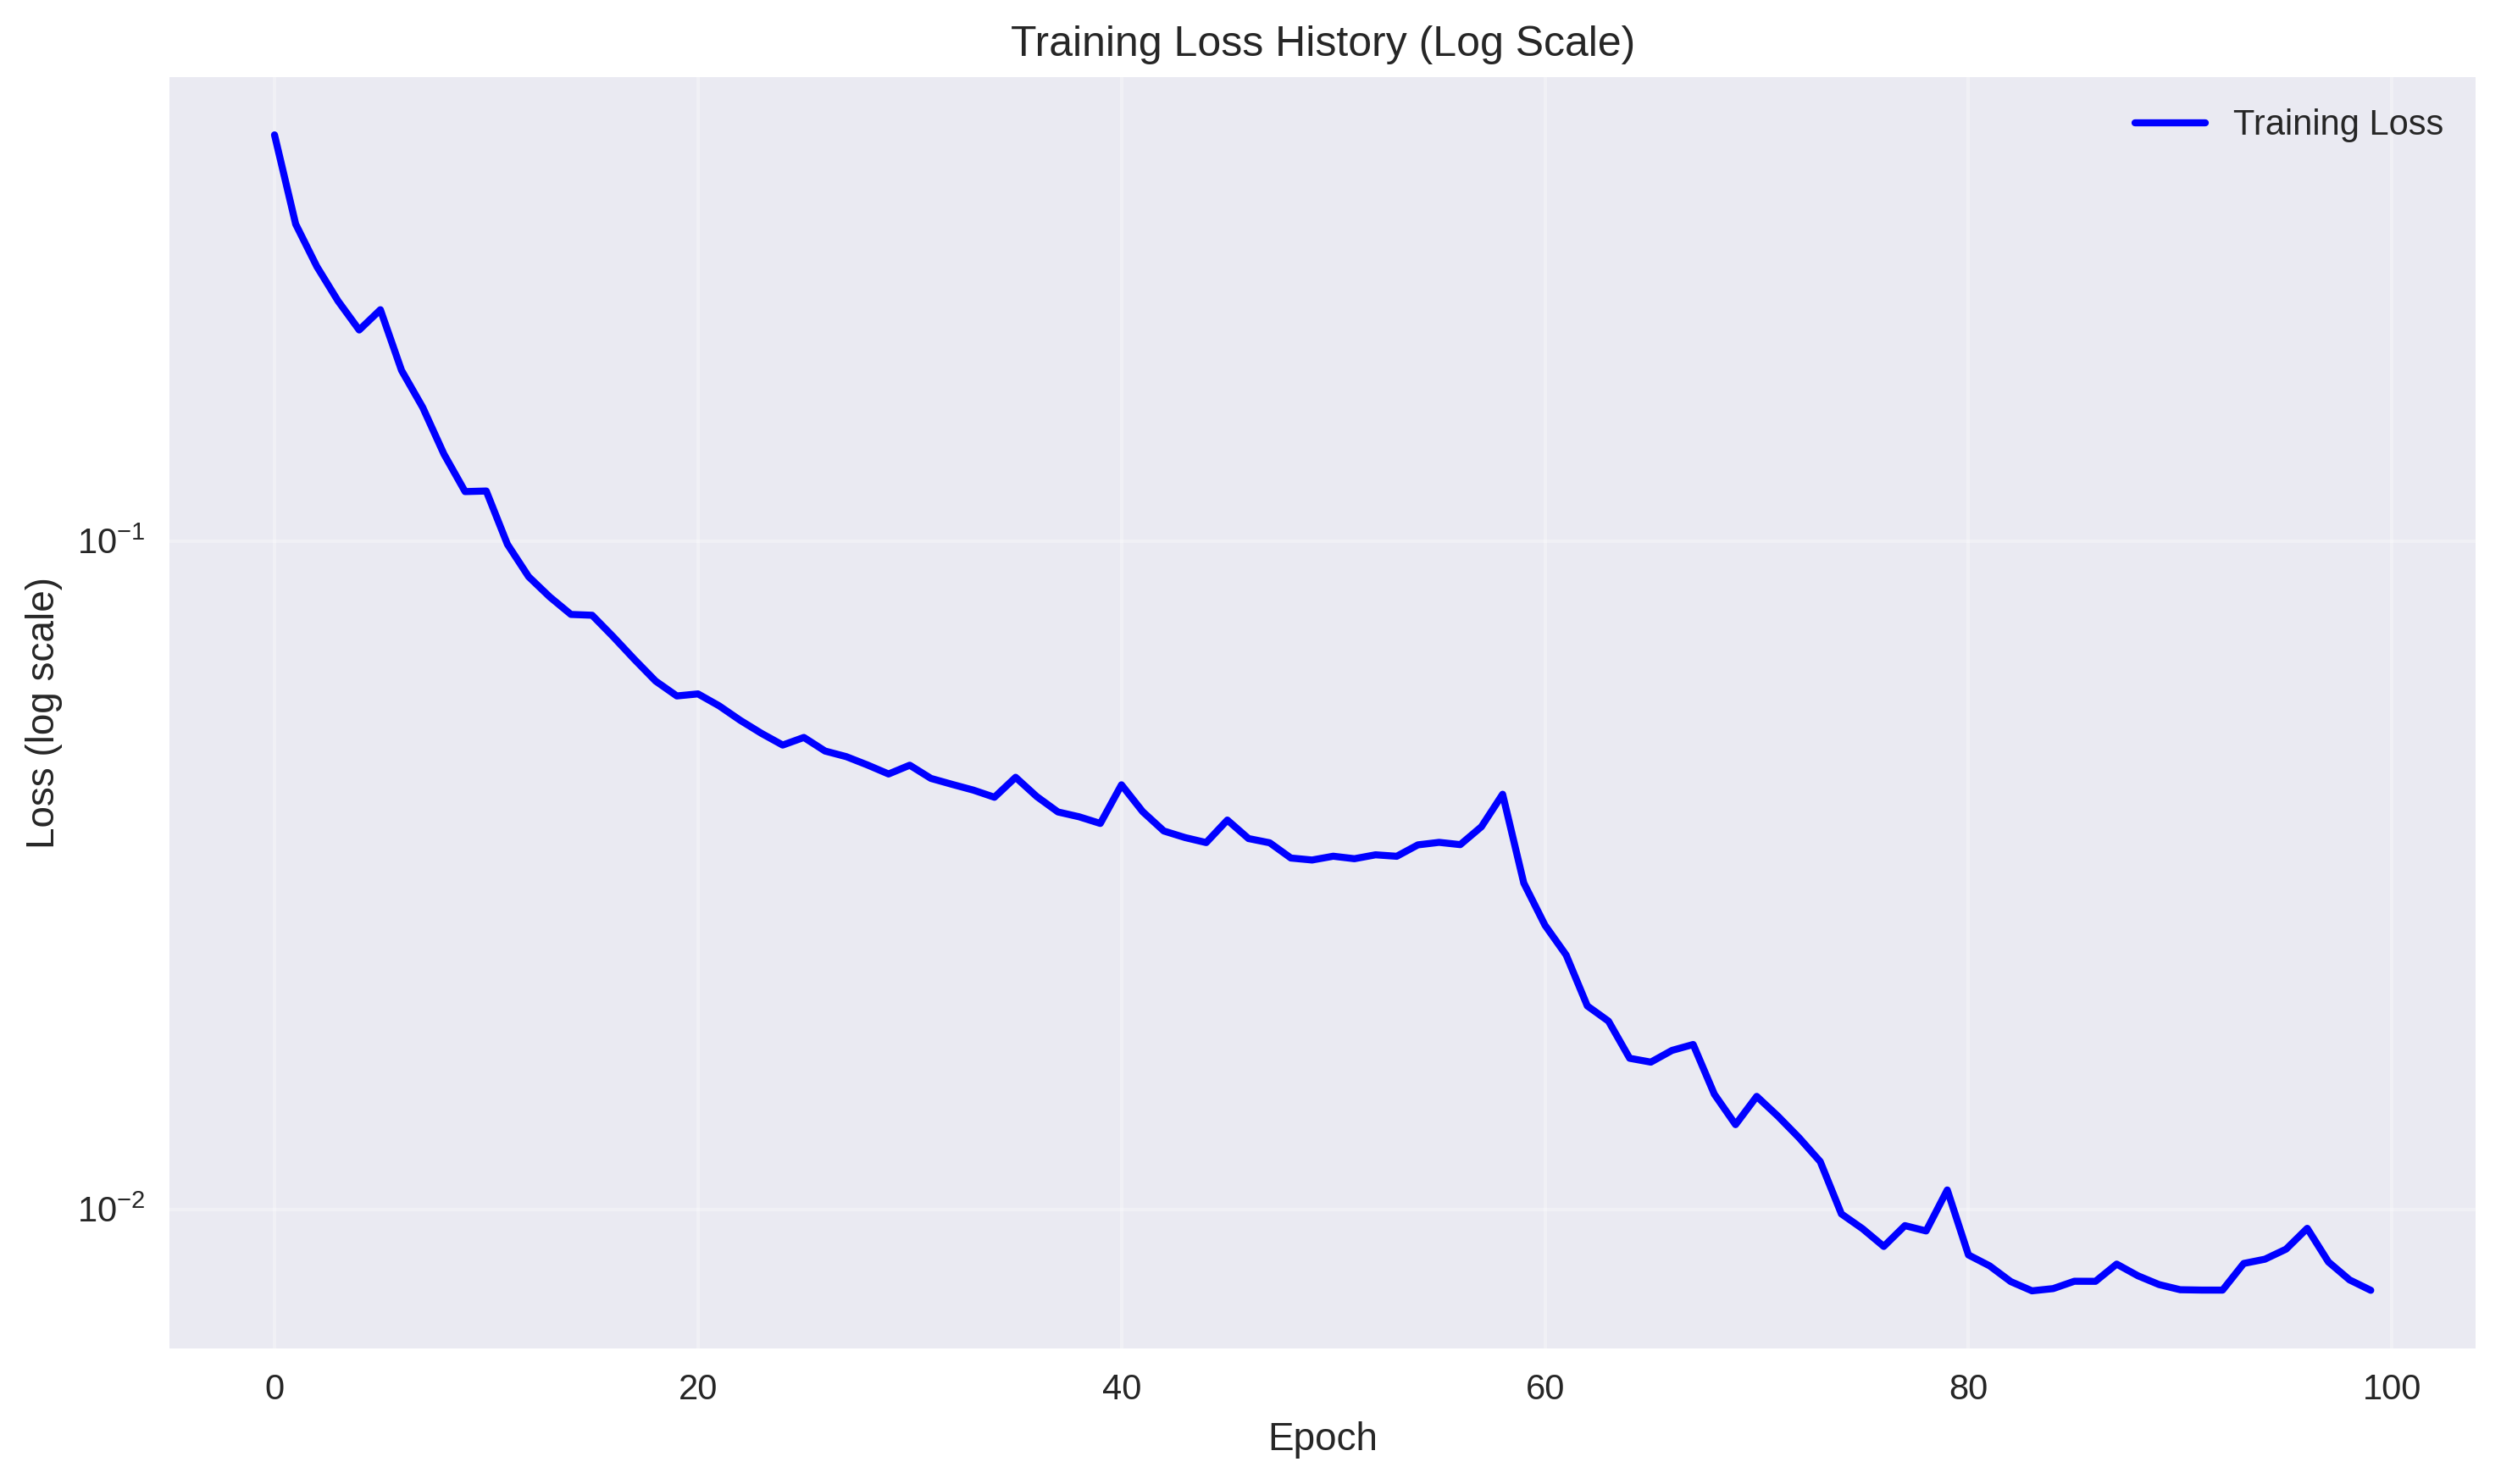 Training Loss History (Log Scale)
Training Loss
10⁻¹
10⁻²
Loss (log scale)
0 20 40 60 80 100
Epoch